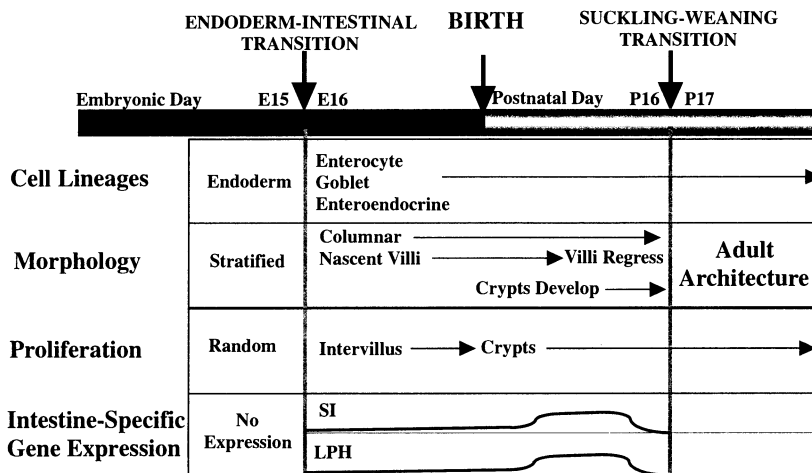 ENDODERM-INTESTINAL
TRANSITION
BIRTH
SUCKLING-WEANING
TRANSITION
Embryonic Day E15 E16 Postnatal Day P16 P17
Cell Lineages
Endoderm
Enterocyte
Goblet
Enteroendocrine
Morphology
Stratified
Columnar
Nascent Villi Villi Regress
Crypts Develop
Adult
Architecture
Proliferation
Random
Intervillus Crypts
Intestine-Specific
Gene Expression
No
Expression
SI
LPH